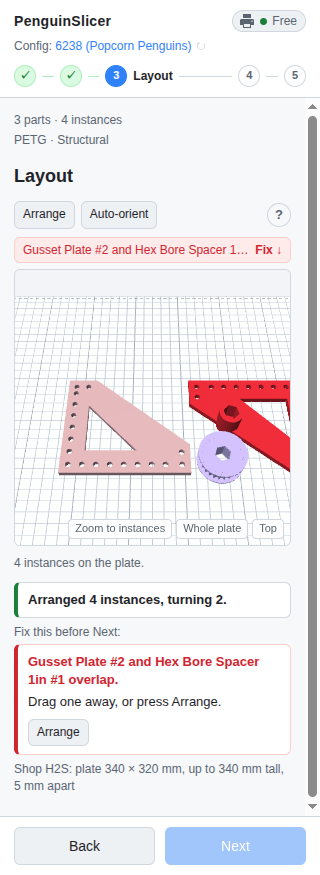 PenguinSlicer
Free
Config: 6238 (Popcorn Penguins)
✓ ✓ 3 Layout 4 5
3 parts · 4 instances
PETG · Structural
Layout
Arrange Auto-orient ?
Gusset Plate #2 and Hex Bore Spacer 1… Fix ↓
Zoom to instances Whole plate Top
4 instances on the plate.
Arranged 4 instances, turning 2.
Fix this before Next:
Gusset Plate #2 and Hex Bore Spacer
1in #1 overlap.
Drag one away, or press Arrange.
Arrange
Shop H2S: plate 340 × 320 mm, up to 340 mm tall,
5 mm apart
Back Next